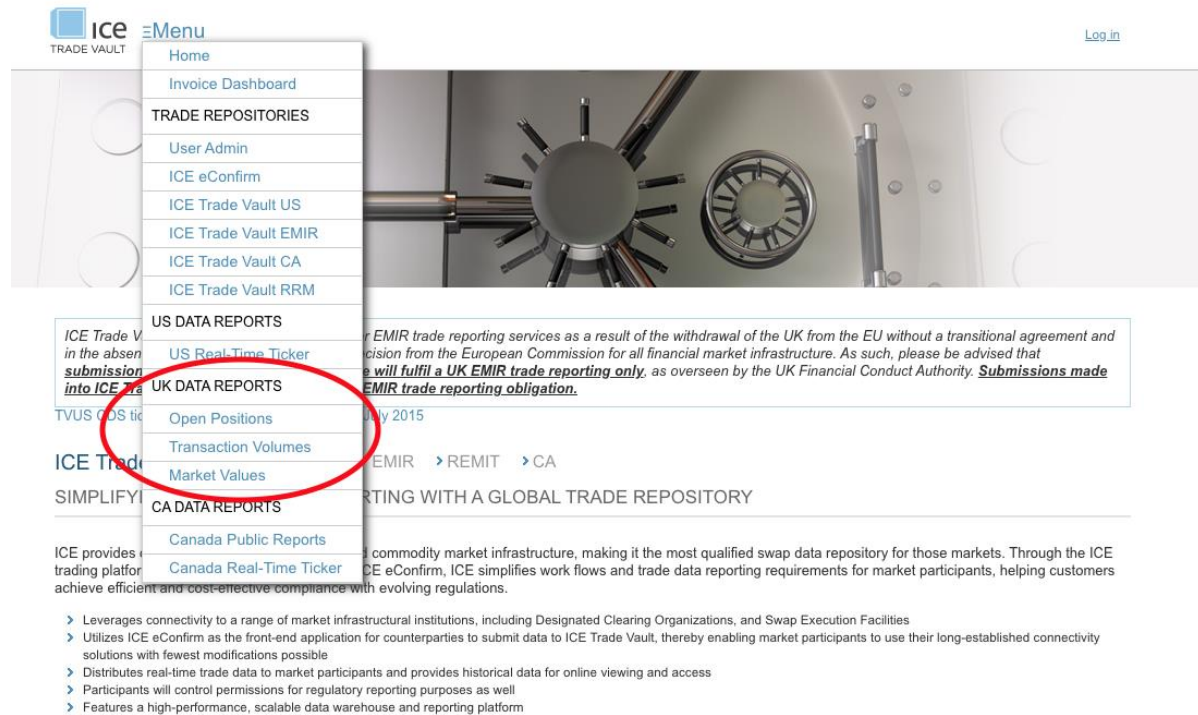 ICE
TRADE VAULT
Menu
Log in
Home
Invoice Dashboard
TRADE REPOSITORIES
User Admin
ICE eConfirm
ICE Trade Vault US
ICE Trade Vault EMIR
ICE Trade Vault CA
ICE Trade Vault RRM
US DATA REPORTS
US Real-Time Ticker
UK DATA REPORTS
Open Positions
Transaction Volumes
Market Values
CA DATA REPORTS
Canada Public Reports
Canada Real-Time Ticker
ICE Trade EMIR trade reporting services as a result of the withdrawal of the UK from the EU without a transitional agreement and
in the from the European Commission for all financial market infrastructure. As such, please be advised that
submission will fulfil a UK EMIR trade reporting only, as overseen by the UK Financial Conduct Authority. Submissions made
into ICE EMIR trade reporting obligation.
TVUS CDS July 2015
ICE Trade EMIR REMIT CA
WITH A GLOBAL TRADE REPOSITORY
ICE provides commodity market infrastructure, making it the most qualified swap data repository for those markets. Through the ICE
trading eConfirm, ICE simplifies work flows and trade data reporting requirements for market participants, helping customers
achieve efficient and cost-effective compliance with evolving regulations.
Leverages connectivity to a range of market infrastructural institutions, including Designated Clearing Organizations, and Swap Execution Facilities
Utilizes ICE eConfirm as the front-end application for counterparties to submit data to ICE Trade Vault, thereby enabling market participants to use their long-established connectivity
solutions with fewest modifications possible
Distributes real-time trade data to market participants and provides historical data for online viewing and access
Participants will control permissions for regulatory reporting purposes as well
Features a high-performance, scalable data warehouse and reporting platform